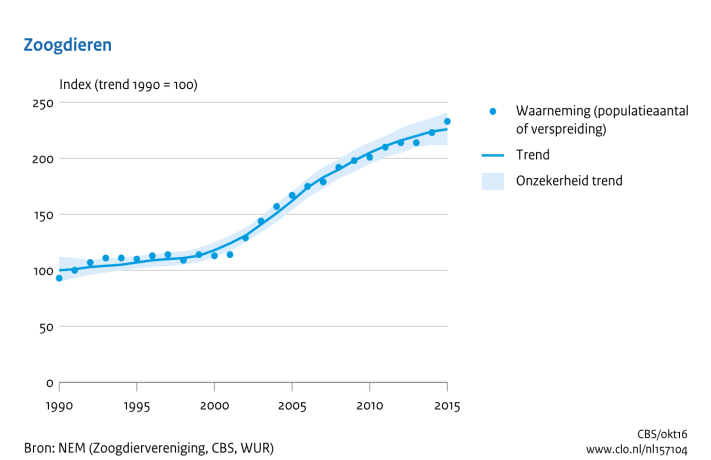 Zoogdieren
Index (trend 1990 = 100)
250
200
150
100
50
0
1990 1995 2000 2005 2010 2015
Waarneming (populatieaantal
of verspreiding)
Trend
Onzekerheid trend
Bron: NEM (Zoogdiervereniging, CBS, WUR)
CBS/okt16
www.clo.nl/nl157104